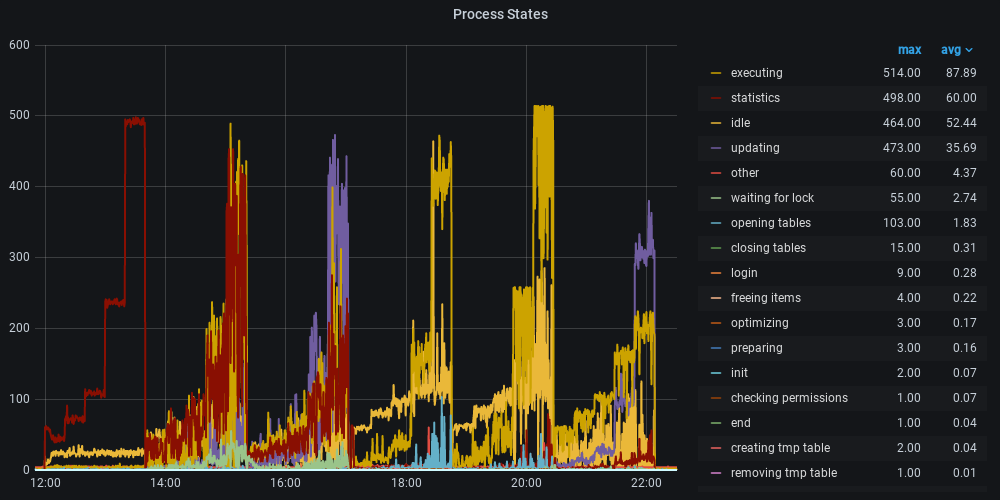 Process States
600
500
400
300
200
100
0
12:00 14:00 16:00 18:00 20:00 22:00
max avg
executing 514.00 87.89
statistics 498.00 60.00
idle 464.00 52.44
updating 473.00 35.69
other 60.00 4.37
waiting for lock 55.00 2.74
opening tables 103.00 1.83
closing tables 15.00 0.31
login 9.00 0.28
freeing items 4.00 0.22
optimizing 3.00 0.17
preparing 3.00 0.16
init 2.00 0.07
checking permissions 1.00 0.07
end 1.00 0.04
creating tmp table 2.00 0.04
removing tmp table 1.00 0.01